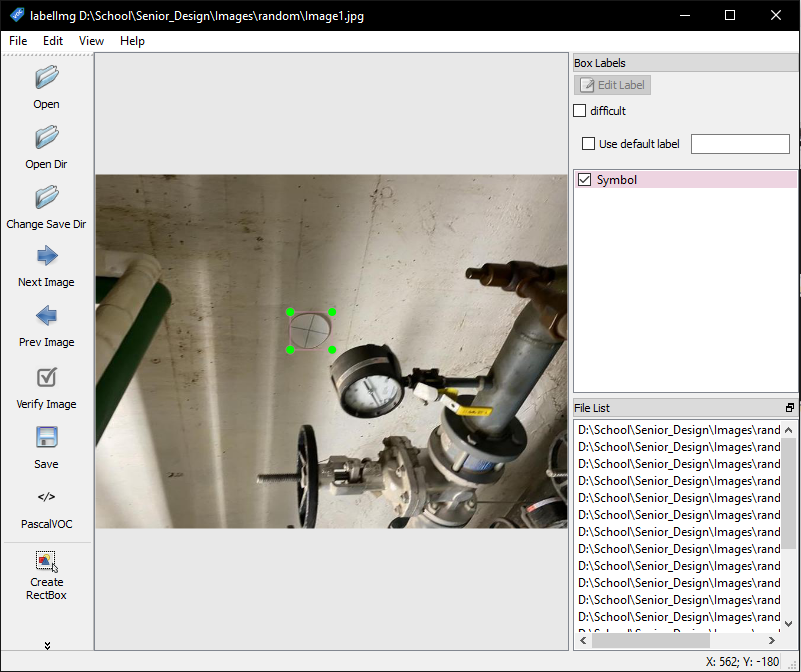 labelImg D:\School\Senior_Design\Images\random\Image1.jpg
File Edit View Help
Open
Open Dir
Change Save Dir
Next Image
Prev Image
Verify Image
Save
</>
PascalVOC
Create
RectBox
Box Labels
Edit Label
difficult
Use default label
Symbol
File List
D:\School\Senior_Design\Images\rand
D:\School\Senior_Design\Images\rand
D:\School\Senior_Design\Images\rand
D:\School\Senior_Design\Images\rand
D:\School\Senior_Design\Images\rand
D:\School\Senior_Design\Images\rand
D:\School\Senior_Design\Images\rand
D:\School\Senior_Design\Images\rand
D:\School\Senior_Design\Images\rand
D:\School\Senior_Design\Images\rand
D:\School\Senior_Design\Images\rand
D:\School\Senior_Design\Images\rand
X: 562; Y: -180